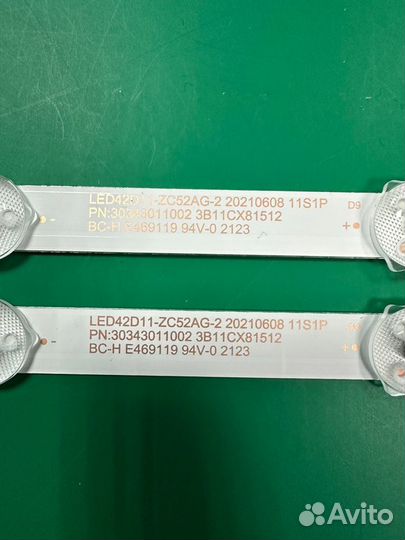 LED42D11-ZC52AG-2 20210608 11S1P D9
PN:30343011002 3B11CX81512
BC-H E469119 94V-0 2123
- +
LED42D11-ZC52AG-2 20210608 11S1P
PN:30343011002 3B11CX81512
BC-H E469119 94V-0 2123
- +
Avito